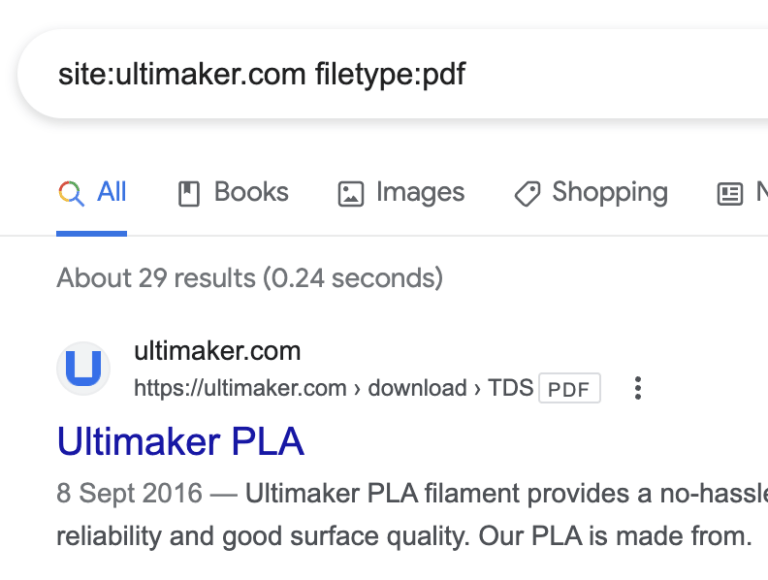 site:ultimaker.com filetype:pdf
All Books Images Shopping
About 29 results (0.24 seconds)
ultimaker.com
https://ultimaker.com › download › TDS PDF
Ultimaker PLA
8 Sept 2016 — Ultimaker PLA filament provides a no-hassle
reliability and good surface quality. Our PLA is made from.